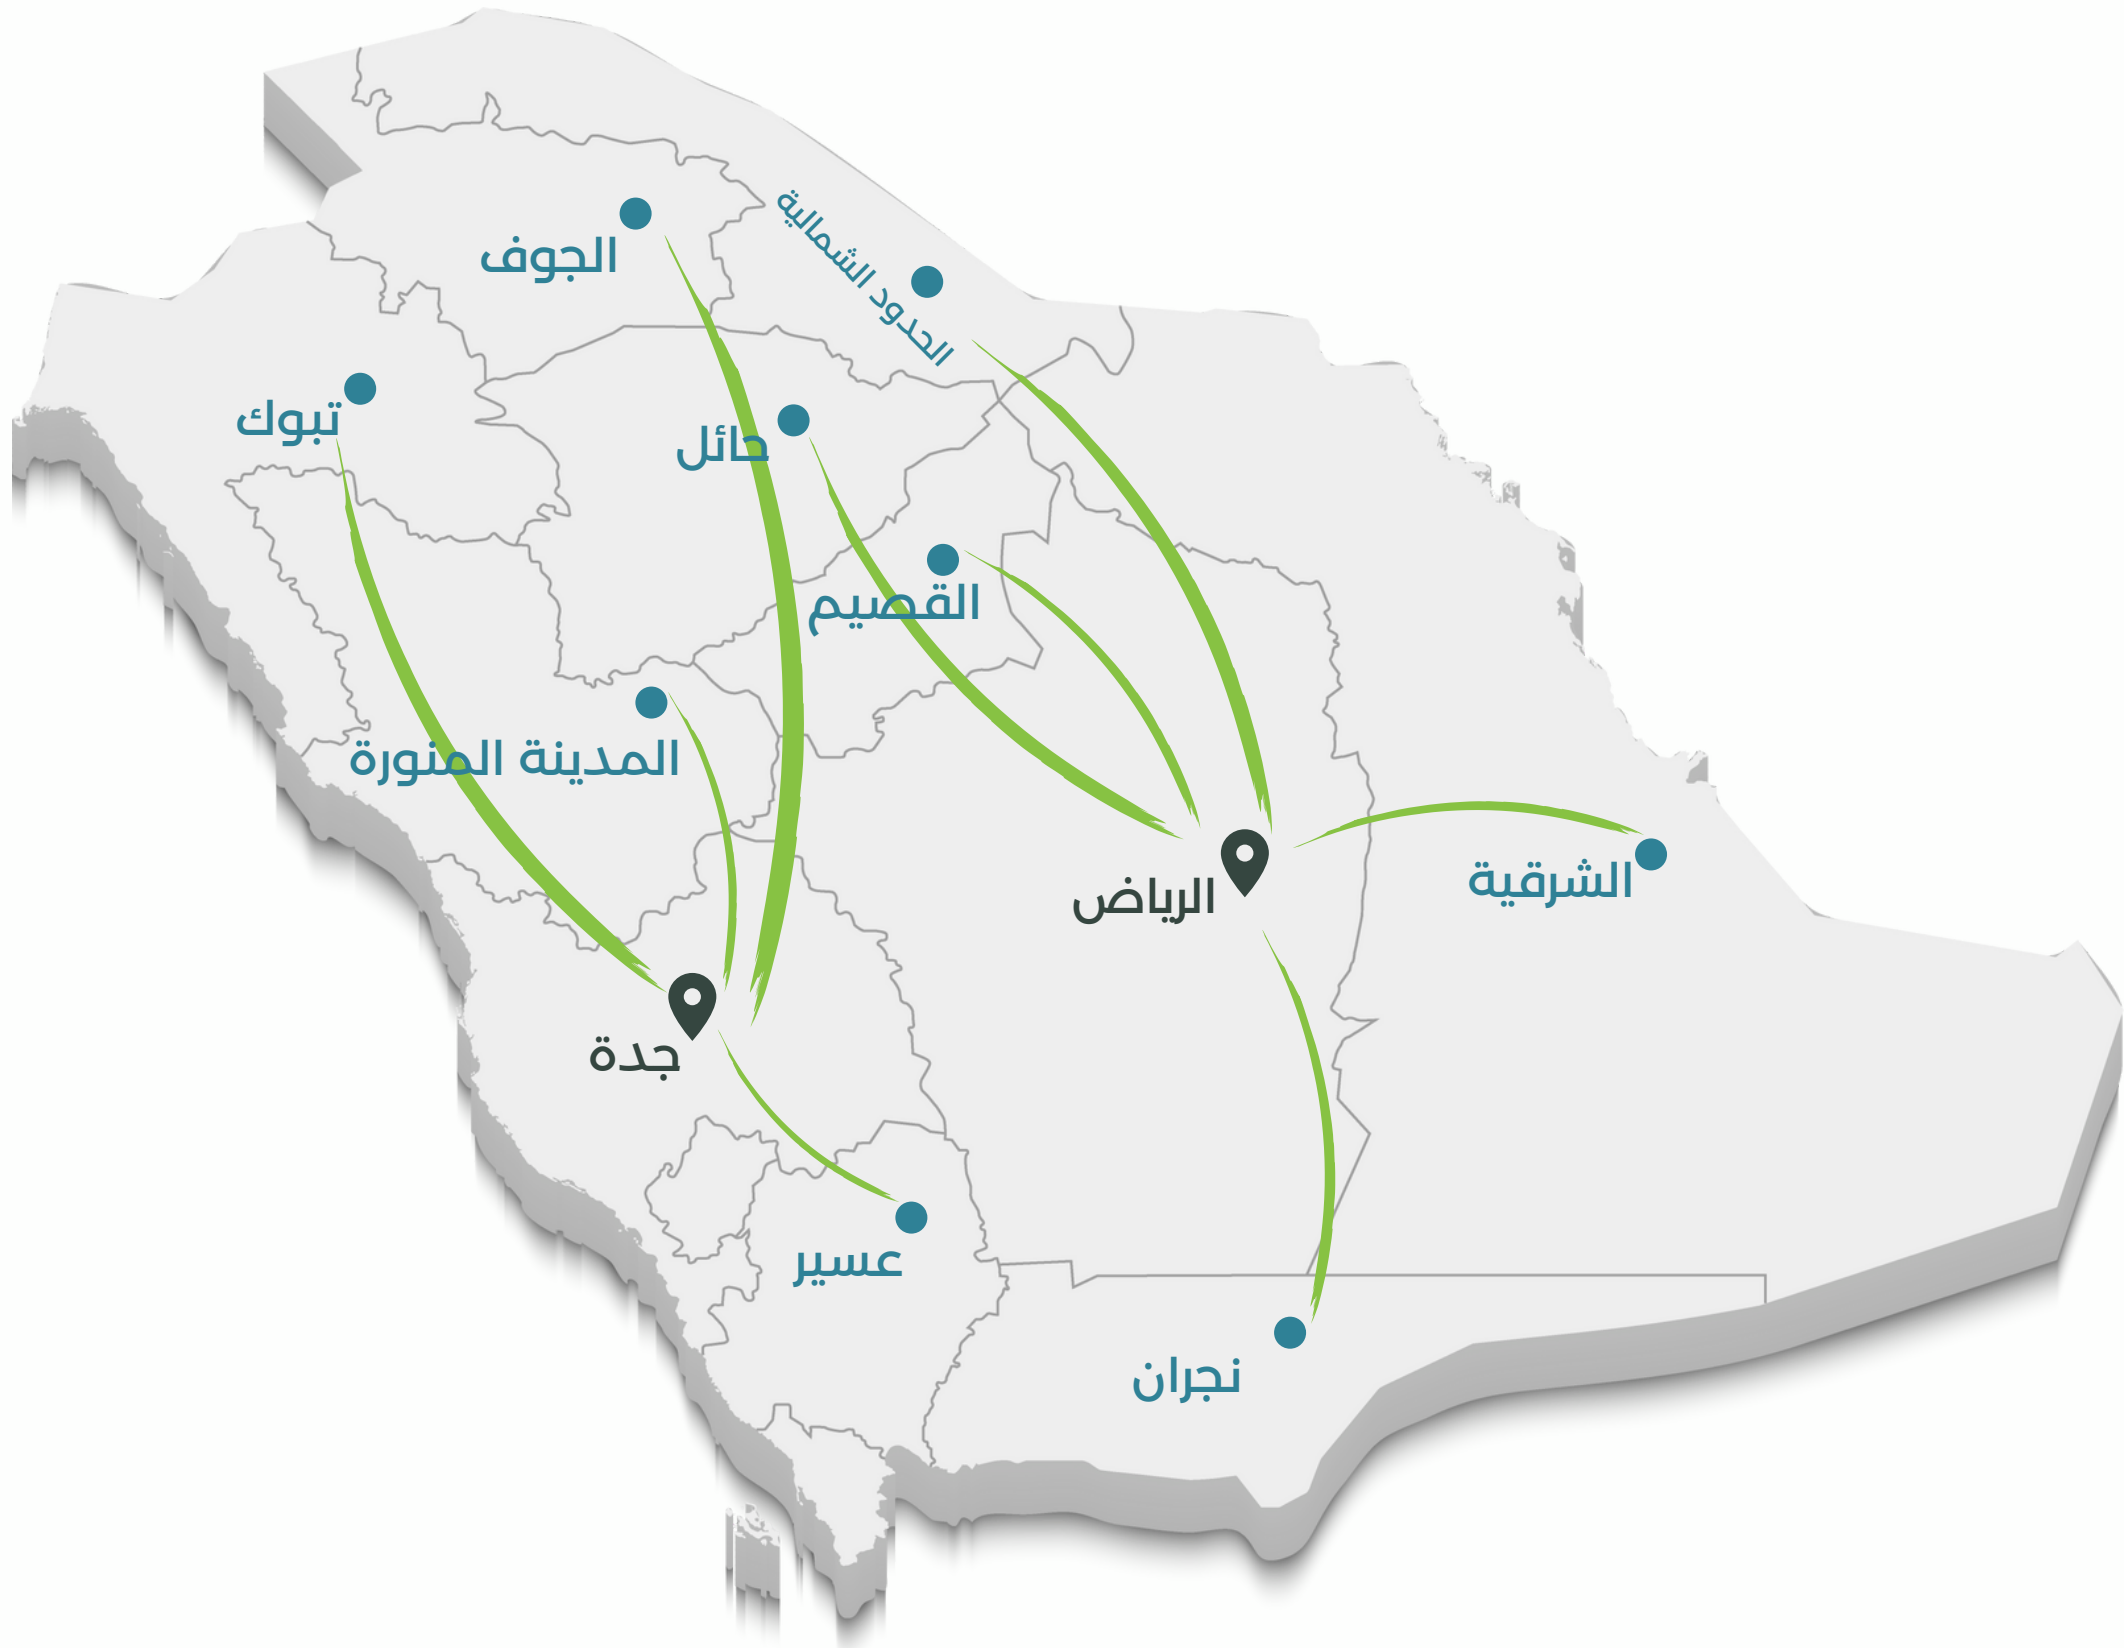 الحدود الشمالية
الجوف
تبوك
حائل
القصيم
المدينة المنورة
الشرقية
الرياض
جدة
عسير
نجران